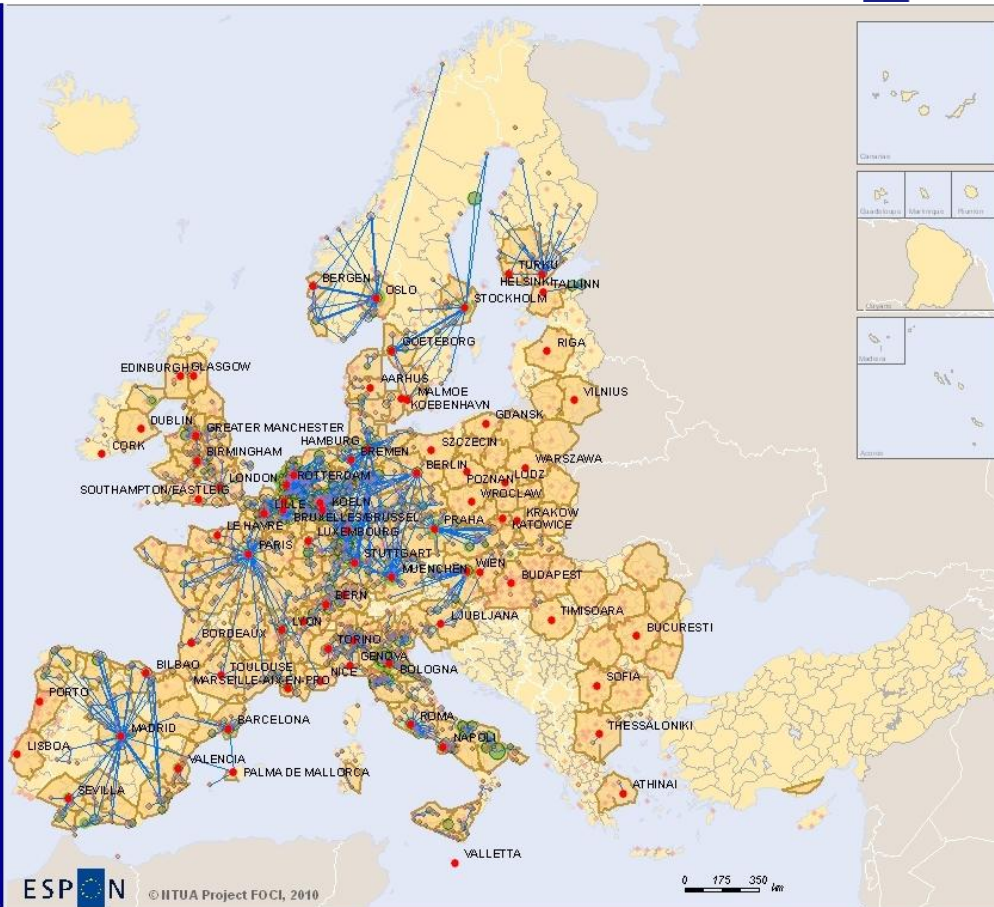 Canarias
Guadeloupe
Martinique
Reunion
Guyane
Madeira
Acores
BERGEN
OSLO
TURKU
HELSINKI
TALLINN
STOCKHOLM
GOETEBORG
RIGA
EDINBURGH
GLASGOW
AARHUS
MALMOE
KOEBENHAVN
VILNIUS
DUBLIN
GREATER MANCHESTER
GDANSK
CORK
HAMBURG
BIRMINGHAM
BREMEN
SZCZECIN
WARSZAWA
LONDON
ROTTERDAM
BERLIN
POZNAN
LODZ
SOUTHAMPTON/EASTLEIG
LILLE
KOELN
WROCLAW
BRUXELLES/BRUSSEL
KRAKOW
LE HAVRE
LUXEMBOURG
PRAHA
KATOWICE
PARIS
STUTTGART
MUENCHEN
WIEN
BUDAPEST
BERN
LJUBLJANA
TIMISOARA
LYON
BUCURESTI
BORDEAUX
TORINO
GENOVA
BILBAO
TOULOUSE
NICE
BOLOGNA
MARSEILLE-AIX-EN-PRO
SOFIA
PORTO
BARCELONA
ROMA
MADRID
THESSALONIKI
NAPOLI
LISBOA
VALENCIA
PALMA DE MALLORCA
SEVILLA
ATHINAI
VALLETTA
ESPON
© NTUA Project FOCI, 2010
0 175 350
km